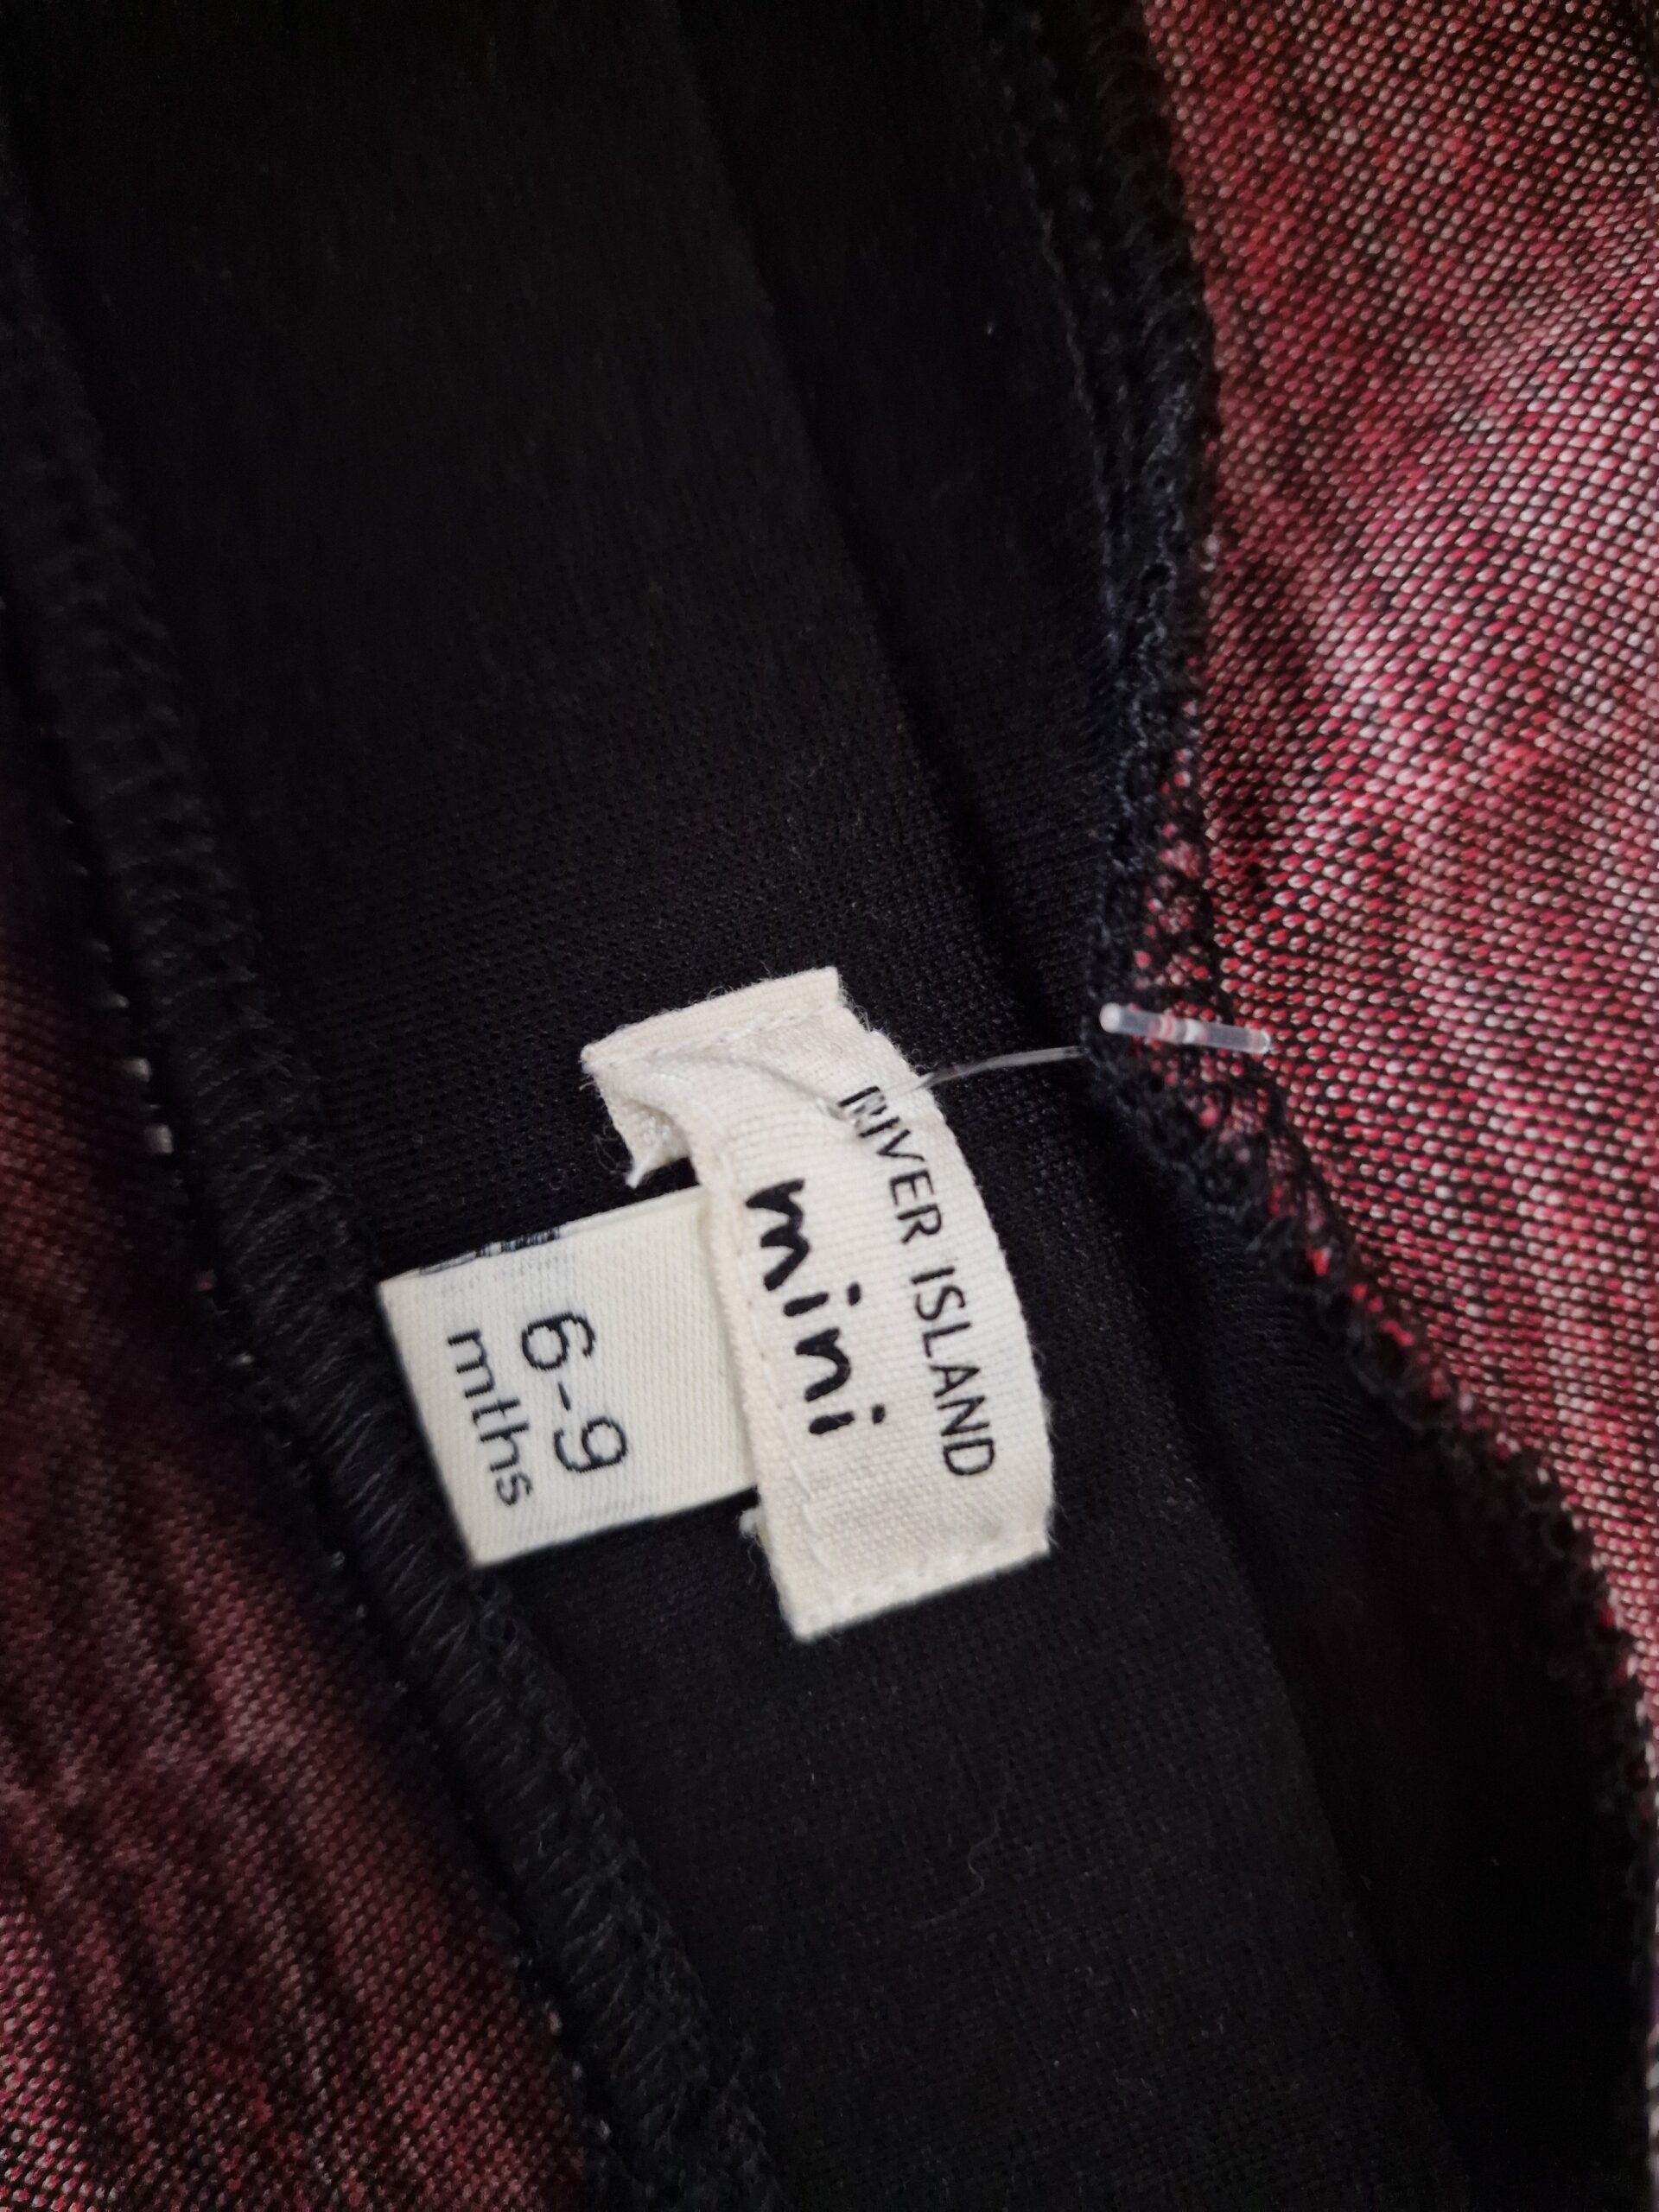 RIVER ISLAND
mini
6-9
mths